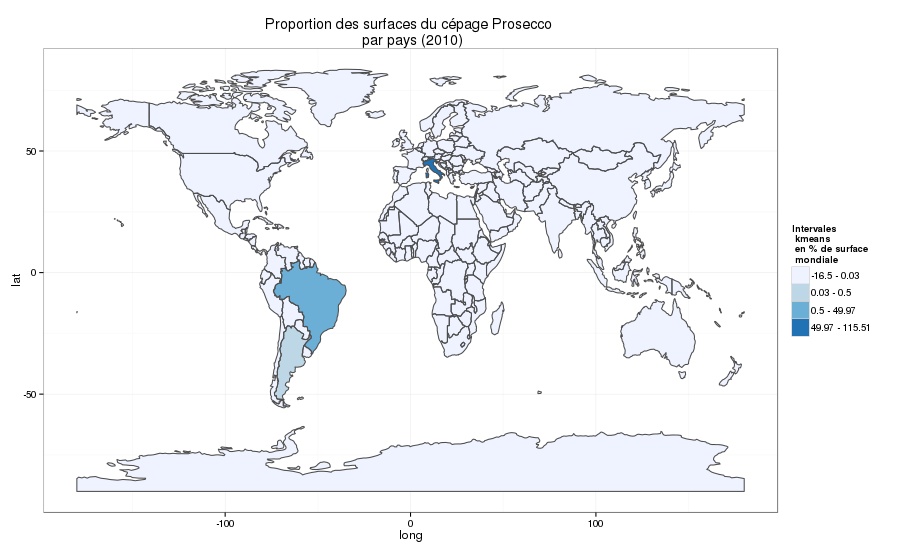 Proportion des surfaces du cépage Prosecco
par pays (2010)
50
0
-50
lat
-100
0
100
long
Intervales
kmeans
en % de surface
mondiale
-16.5 - 0.03
0.03 - 0.5
0.5 - 49.97
49.97 - 115.51